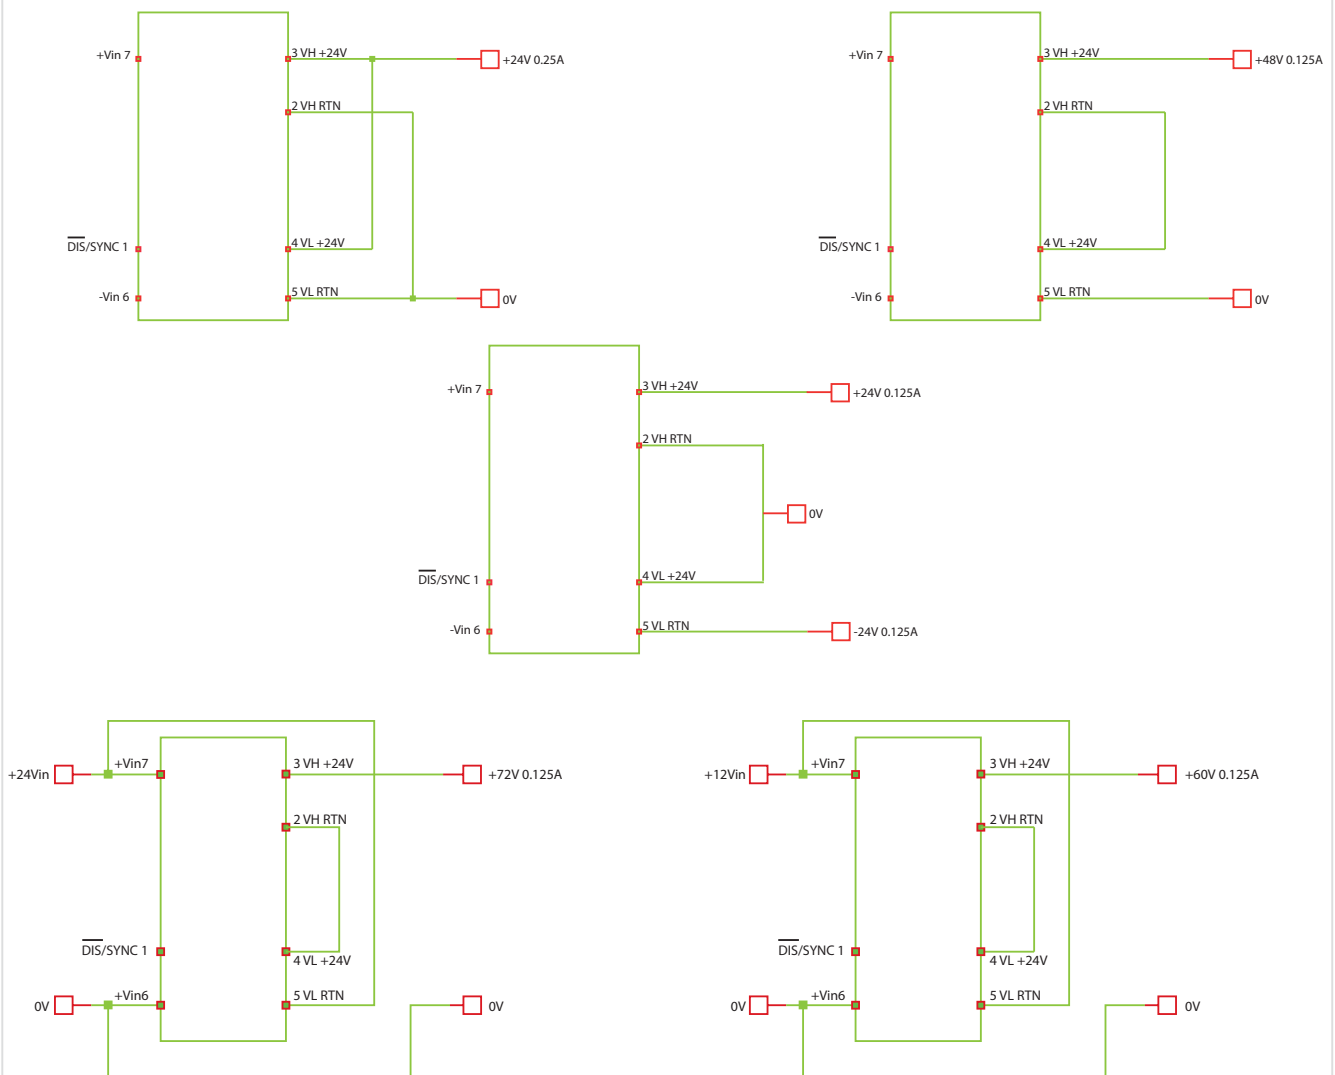 +Vin 7
3 VH +24V
+24V 0.25A
2 VH RTN
DIS/SYNC 1
4 VL +24V
-Vin 6
5 VL RTN
0V
+Vin 7
3 VH +24V
+48V 0.125A
2 VH RTN
DIS/SYNC 1
4 VL +24V
-Vin 6
5 VL RTN
0V
+Vin 7
3 VH +24V
+24V 0.125A
2 VH RTN
0V
DIS/SYNC 1
4 VL +24V
-Vin 6
5 VL RTN
-24V 0.125A
+24Vin
+Vin7
3 VH +24V
+72V 0.125A
2 VH RTN
DIS/SYNC 1
4 VL +24V
0V
+Vin6
5 VL RTN
0V
+12Vin
+Vin7
3 VH +24V
+60V 0.125A
2 VH RTN
DIS/SYNC 1
4 VL +24V
0V
+Vin6
5 VL RTN
0V